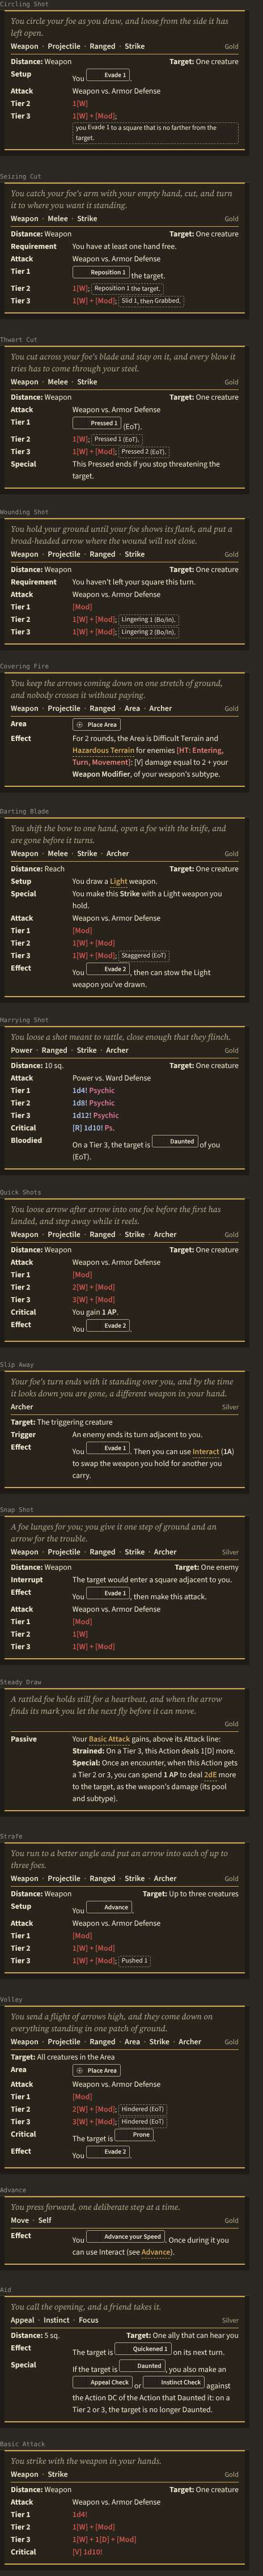 Circling Shot
You circle your foe as you draw, and loose from the side it has
left open.
Weapon · Projectile · Ranged · Strike Gold
Distance: Weapon Target: One creature
Setup You Evade 1 .
Attack Weapon vs. Armor Defense
Tier 2 1[W]
Tier 3 1[W] + [Mod];
you Evade 1 to a square that is no farther from the
target.
Seizing Cut
You catch your foe's arm with your empty hand, cut, and turn
it to where you want it standing.
Weapon · Melee · Strike Gold
Distance: Weapon Target: One creature
Requirement You have at least one hand free.
Attack Weapon vs. Armor Defense
Tier 1 Reposition 1 the target.
Tier 2 1[W]; Reposition 1 the target.
Tier 3 1[W] + [Mod]; Slid 1, then Grabbed.
Thwart Cut
You cut across your foe's blade and stay on it, and every blow it
tries has to come through your steel.
Weapon · Melee · Strike Gold
Distance: Weapon Target: One creature
Attack Weapon vs. Armor Defense
Tier 1 Pressed 1 (EoT).
Tier 2 1[W]; Pressed 1 (EoT).
Tier 3 1[W] + [Mod]; Pressed 2 (EoT).
Special This Pressed ends if you stop threatening the
target.
Wounding Shot
You hold your ground until your foe shows its flank, and put a
broad-headed arrow where the wound will not close.
Weapon · Projectile · Ranged · Strike Gold
Distance: Weapon Target: One creature
Requirement You haven't left your square this turn.
Attack Weapon vs. Armor Defense
Tier 1 [Mod]
Tier 2 1[W] + [Mod]; Lingering 1 (Bo/In).
Tier 3 1[W] + [Mod]; Lingering 2 (Bo/In).
Covering Fire
You keep the arrows coming down on one stretch of ground,
and nobody crosses it without paying.
Weapon · Projectile · Ranged · Area · Archer Gold
Area Place Area
Effect For 2 rounds, the Area is Difficult Terrain and
Hazardous Terrain for enemies [HT: Entering,
Turn, Movement]: [V] damage equal to 2 + your
Weapon Modifier, of your weapon's subtype.
Darting Blade
You shift the bow to one hand, open a foe with the knife, and
are gone before it turns.
Weapon · Melee · Strike · Archer Gold
Distance: Reach Target: One creature
Setup You draw a Light weapon.
Special You make this Strike with a Light weapon you
hold.
Attack Weapon vs. Armor Defense
Tier 1 [Mod]
Tier 2 1[W] + [Mod]
Tier 3 1[W] + [Mod]; Staggered (EoT)
Effect You Evade 2 , then can stow the Light
weapon you've drawn.
Harrying Shot
You loose a shot meant to rattle, close enough that they flinch.
Power · Ranged · Strike · Archer Gold
Distance: 10 sq. Target: One creature
Attack Power vs. Ward Defense
Tier 1 1d4! Psychic
Tier 2 1d8! Psychic
Tier 3 1d12! Psychic
Critical [R] 1d10! Ps.
Bloodied On a Tier 3, the target is Daunted of you
(EoT).
Quick Shots
You loose arrow after arrow into one foe before the first has
landed, and step away while it reels.
Weapon · Projectile · Ranged · Strike · Archer Gold
Distance: Weapon Target: One creature
Attack Weapon vs. Armor Defense
Tier 1 [Mod]
Tier 2 2[W] + [Mod]
Tier 3 3[W] + [Mod]
Critical You gain 1 AP.
Effect You Evade 2 .
Slip Away
Your foe's turn ends with it standing over you, and by the time
it looks down you are gone, a different weapon in your hand.
Archer Silver
Target: The triggering creature
Trigger An enemy ends its turn adjacent to you.
Effect You Evade 1 . Then you can use Interact (1A)
to swap the weapon you hold for another you
carry.
Snap Shot
A foe lunges for you; you give it one step of ground and an
arrow for the trouble.
Weapon · Projectile · Ranged · Strike · Archer Silver
Distance: Weapon Target: One enemy
Interrupt The target would enter a square adjacent to you.
Effect You Evade 1 , then make this attack.
Attack Weapon vs. Armor Defense
Tier 1 [Mod]
Tier 2 1[W]
Tier 3 1[W] + [Mod]
Steady Draw
A rattled foe holds still for a heartbeat, and when the arrow
finds its mark you let the next fly before it can move.
Gold
Passive Your Basic Attack gains, above its Attack line:
Strained: On a Tier 3, this Action deals 1[D] more.
Special: Once an encounter, when this Action gets
a Tier 2 or 3, you can spend 1 AP to deal 2dE more
to the target, as the weapon's damage (its pool
and subtype).
Strafe
You run to a better angle and put an arrow into each of up to
three foes.
Weapon · Projectile · Ranged · Strike · Archer Gold
Distance: Weapon Target: Up to three creatures
Setup You Advance .
Attack Weapon vs. Armor Defense
Tier 1 [Mod]
Tier 2 1[W] + [Mod]
Tier 3 1[W] + [Mod]; Pushed 1
Volley
You send a flight of arrows high, and they come down on
everything standing in one patch of ground.
Weapon · Projectile · Ranged · Area · Strike · Archer Gold
Target: All creatures in the Area
Area Place Area
Attack Weapon vs. Armor Defense
Tier 1 [Mod]
Tier 2 2[W] + [Mod]; Hindered (EoT)
Tier 3 3[W] + [Mod]; Hindered (EoT)
Critical The target is Prone .
Effect You Evade 2 .
Advance
You press forward, one deliberate step at a time.
Move · Self Gold
Effect You Advance your Speed . Once during it you
can use Interact (see Advance).
Aid
You call the opening, and a friend takes it.
Appeal · Instinct · Focus Silver
Distance: 5 sq. Target: One ally that can hear you
Effect The target is Quickened 1 on its next turn.
Special If the target is Daunted , you also make an
Appeal Check or Instinct Check against
the Action DC of the Action that Daunted it: on a
Tier 2 or 3, the target is no longer Daunted.
Basic Attack
You strike with the weapon in your hands.
Weapon · Strike Gold
Distance: Weapon Target: One creature
Attack Weapon vs. Armor Defense
Tier 1 1d4!
Tier 2 1[W] + [Mod]
Tier 3 1[W] + 1[D] + [Mod]
Critical [V] 1d10!